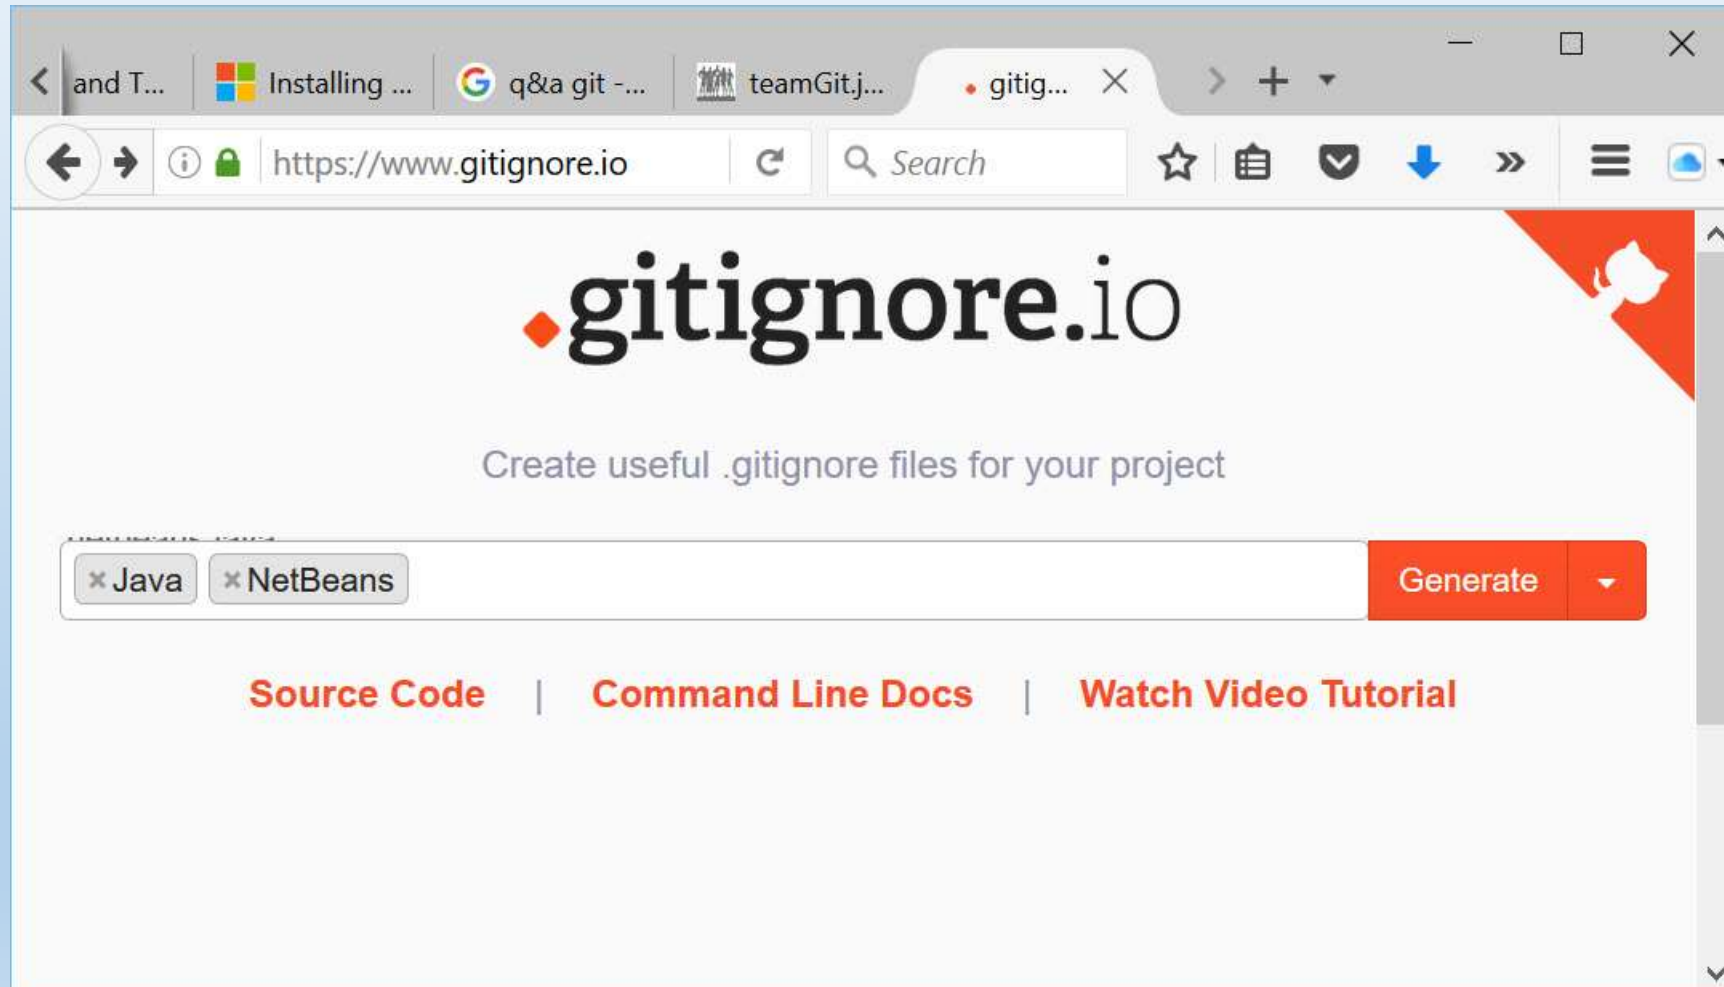 and T... Installing ... q&a git -... teamGit.j... gitig...
https://www.gitignore.io Search
.gitignore.io
Create useful .gitignore files for your project
Java NetBeans Generate
Source Code | Command Line Docs | Watch Video Tutorial